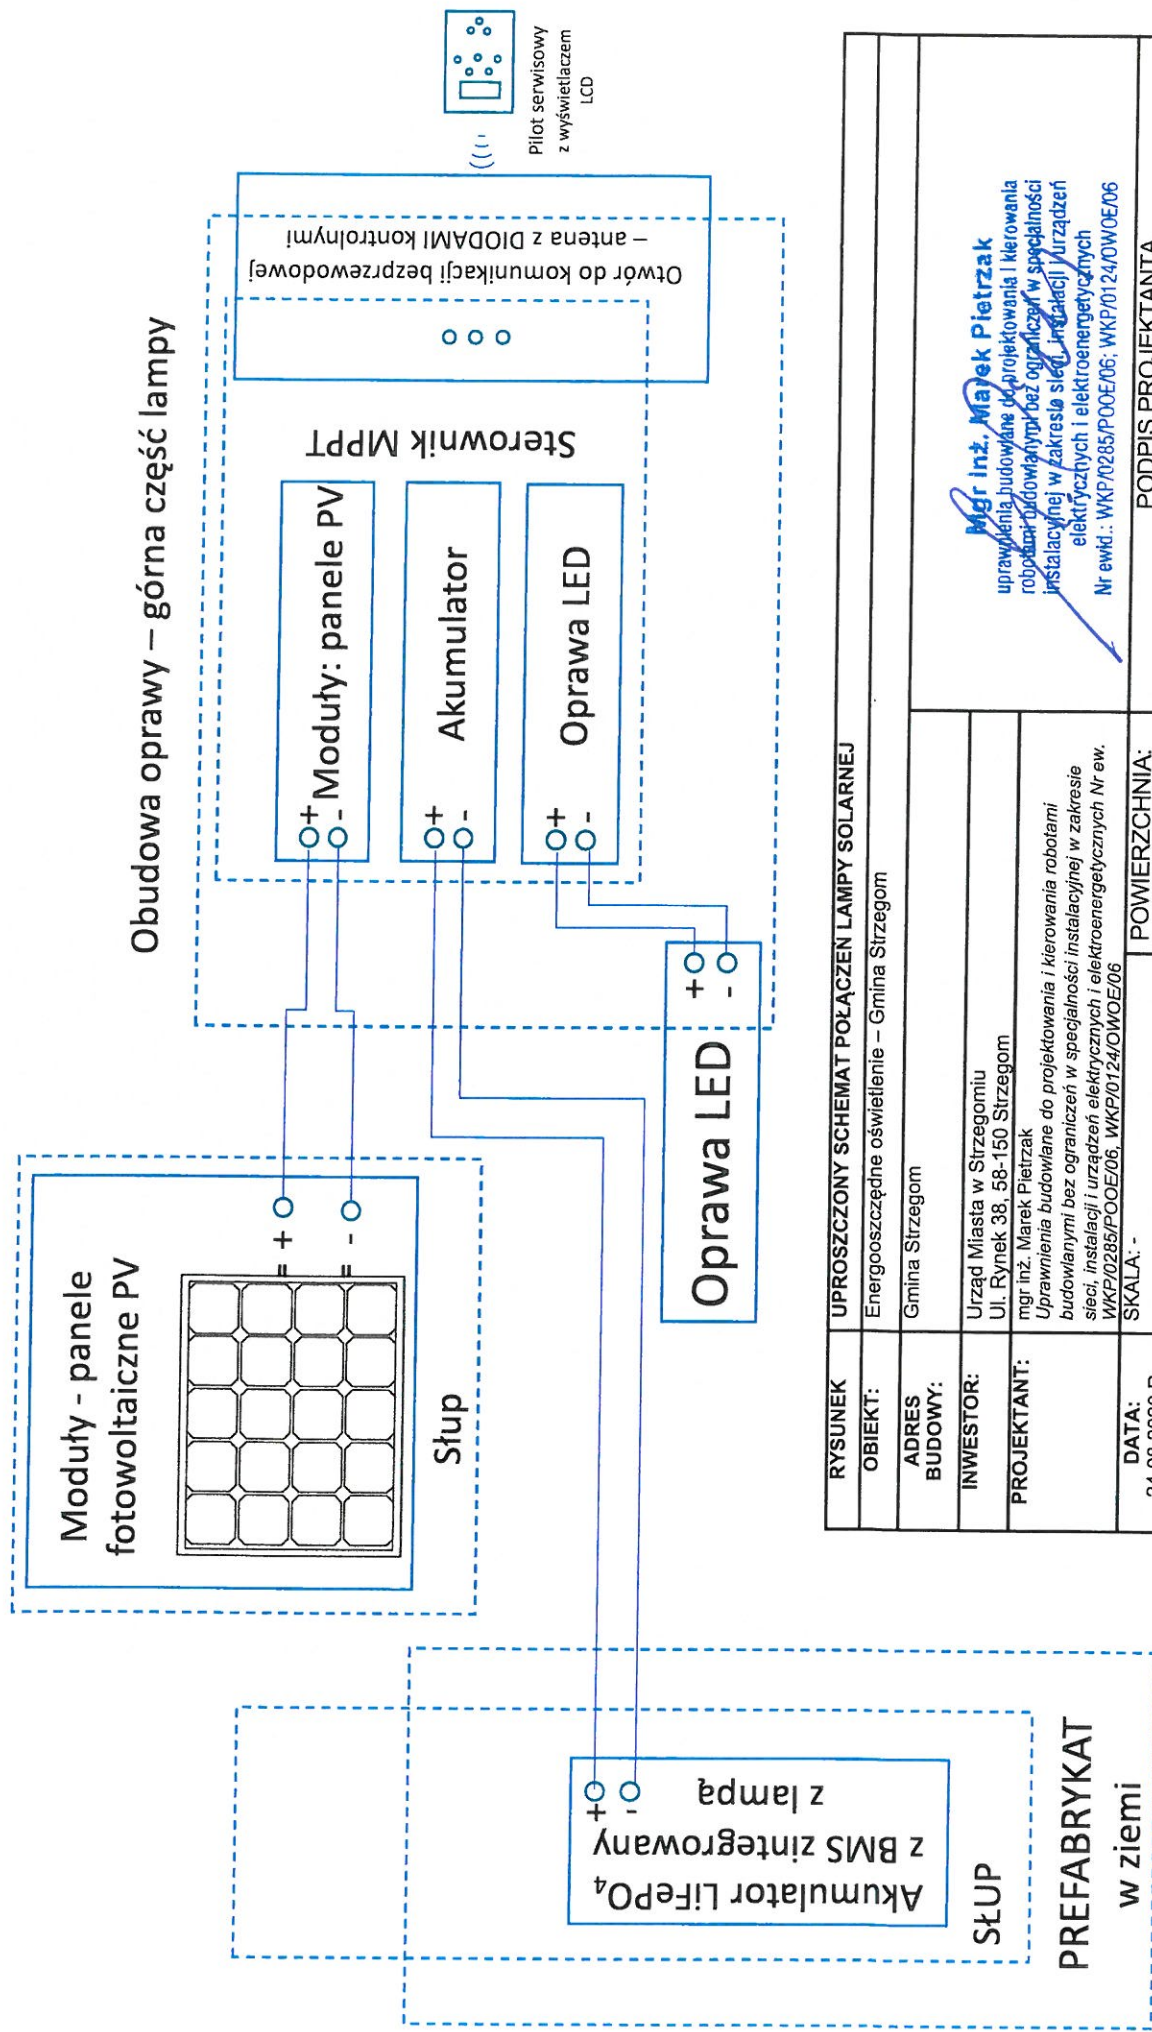 Obudowa oprawy – górna część lampy
Moduły - panele
fotowoltaiczne PV
+
-
Słup
+
- Moduły: panele PV
+
-
Akumulator
+
-
Oprawa LED
Sterownik MPPT
Otwór do komunikacji bezprzewodowej
– antena z DIODAMI kontrolnymi
Pilot serwisowy
z wyświetlaczem
LCD
Oprawa LED
+
-
+
-
Akumulator LiFePO₄
z BMS zintegrowany
z lampą
SŁUP
PREFABRYKAT
w ziemi
RYSUNEK
UPROSZCZONY SCHEMAT POŁĄCZEŃ LAMPY SOLARNEJ
OBIEKT:
Energooszczędne oświetlenie – Gmina Strzegom
ADRES
BUDOWY:
Gmina Strzegom
INWESTOR:
Urząd Miasta w Strzegomiu
Ul. Rynek 38, 58-150 Strzegom
PROJEKTANT:
mgr inż. Marek Pietrzak
Uprawnienia budowlane do projektowania i kierowania robotami
budowlanymi bez ograniczeń w specjalności instalacyjnej w zakresie
sieci, instalacji i urządzeń elektrycznych i elektroenergetycznych Nr ew.
WKP/0285/POOE/06, WKP/0124/OWOE/06
Mgr inż. Marek Pietrzak
uprawnienia budowlane do projektowania i kierowania
robotami budowlanymi bez ograniczeń w specjalności
instalacyjnej w zakresie sieci, instalacji i urządzeń
elektrycznych i elektroenergetycznych
Nr ewid.: WKP/0285/POOE/06; WKP/0124/OWOE/06
DATA:
SKALA: -
POWIERZCHNIA:
PODPIS PROJEKTANTA